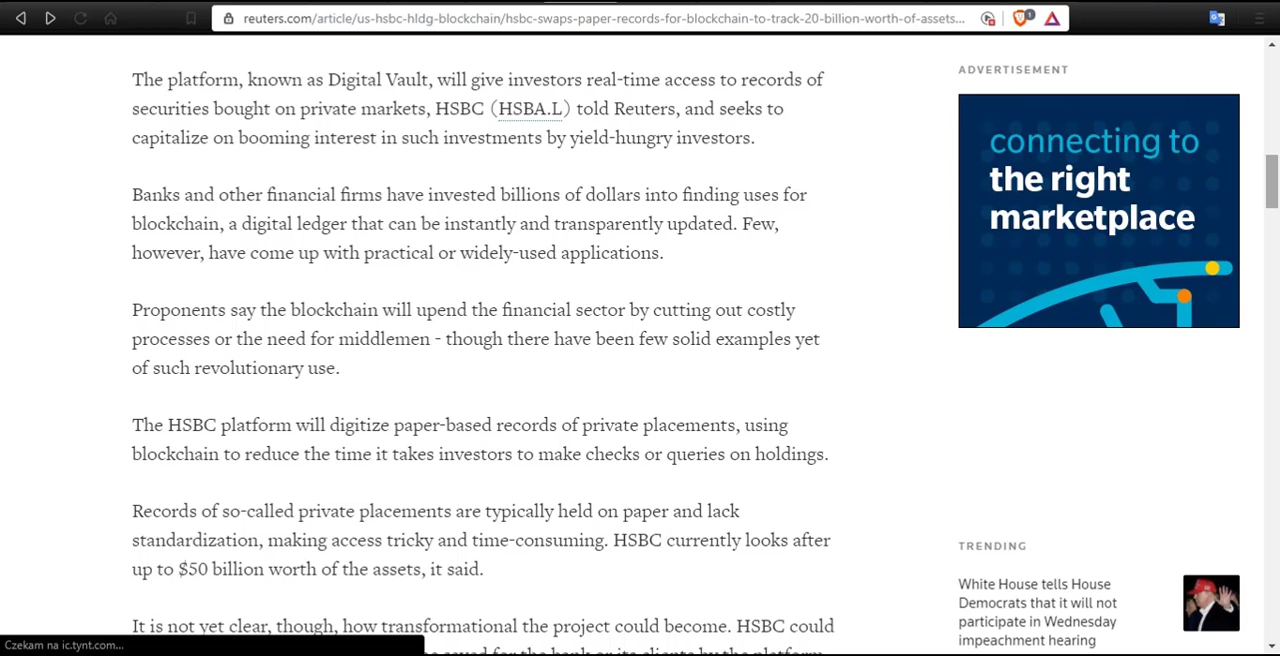 reuters.com/article/us-hsbc-hldg-blockchain/hsbc-swaps-paper-records-for-blockchain-to-track-20-billion-worth-of-assets...
1
The platform, known as Digital Vault, will give investors real-time access to records of
securities bought on private markets, HSBC (HSBA.L) told Reuters, and seeks to
capitalize on booming interest in such investments by yield-hungry investors.
Banks and other financial firms have invested billions of dollars into finding uses for
blockchain, a digital ledger that can be instantly and transparently updated. Few,
however, have come up with practical or widely-used applications.
Proponents say the blockchain will upend the financial sector by cutting out costly
processes or the need for middlemen - though there have been few solid examples yet
of such revolutionary use.
The HSBC platform will digitize paper-based records of private placements, using
blockchain to reduce the time it takes investors to make checks or queries on holdings.
Records of so-called private placements are typically held on paper and lack
standardization, making access tricky and time-consuming. HSBC currently looks after
up to $50 billion worth of the assets, it said.
It is not yet clear, though, how transformational the project could become. HSBC could
saved for the bank or its clients by the platform
ADVERTISEMENT
connecting to
the right
marketplace
TRENDING
White House tells House
Democrats that it will not
participate in Wednesday
impeachment hearing
Czekam na ic.tynt.com...